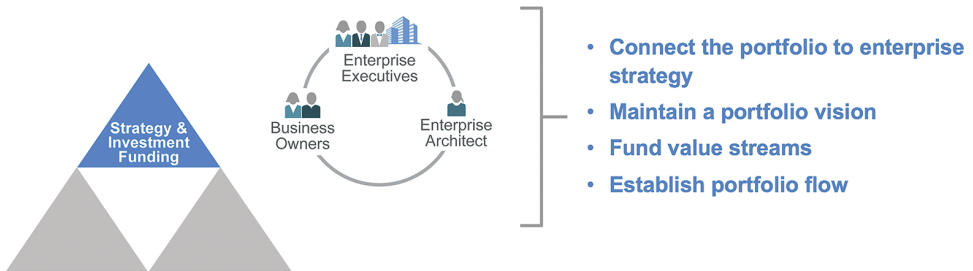 Strategy &
Investment
Funding
Enterprise
Executives
Business
Owners
Enterprise
Architect
• Connect the portfolio to enterprise
strategy
• Maintain a portfolio vision
• Fund value streams
• Establish portfolio flow